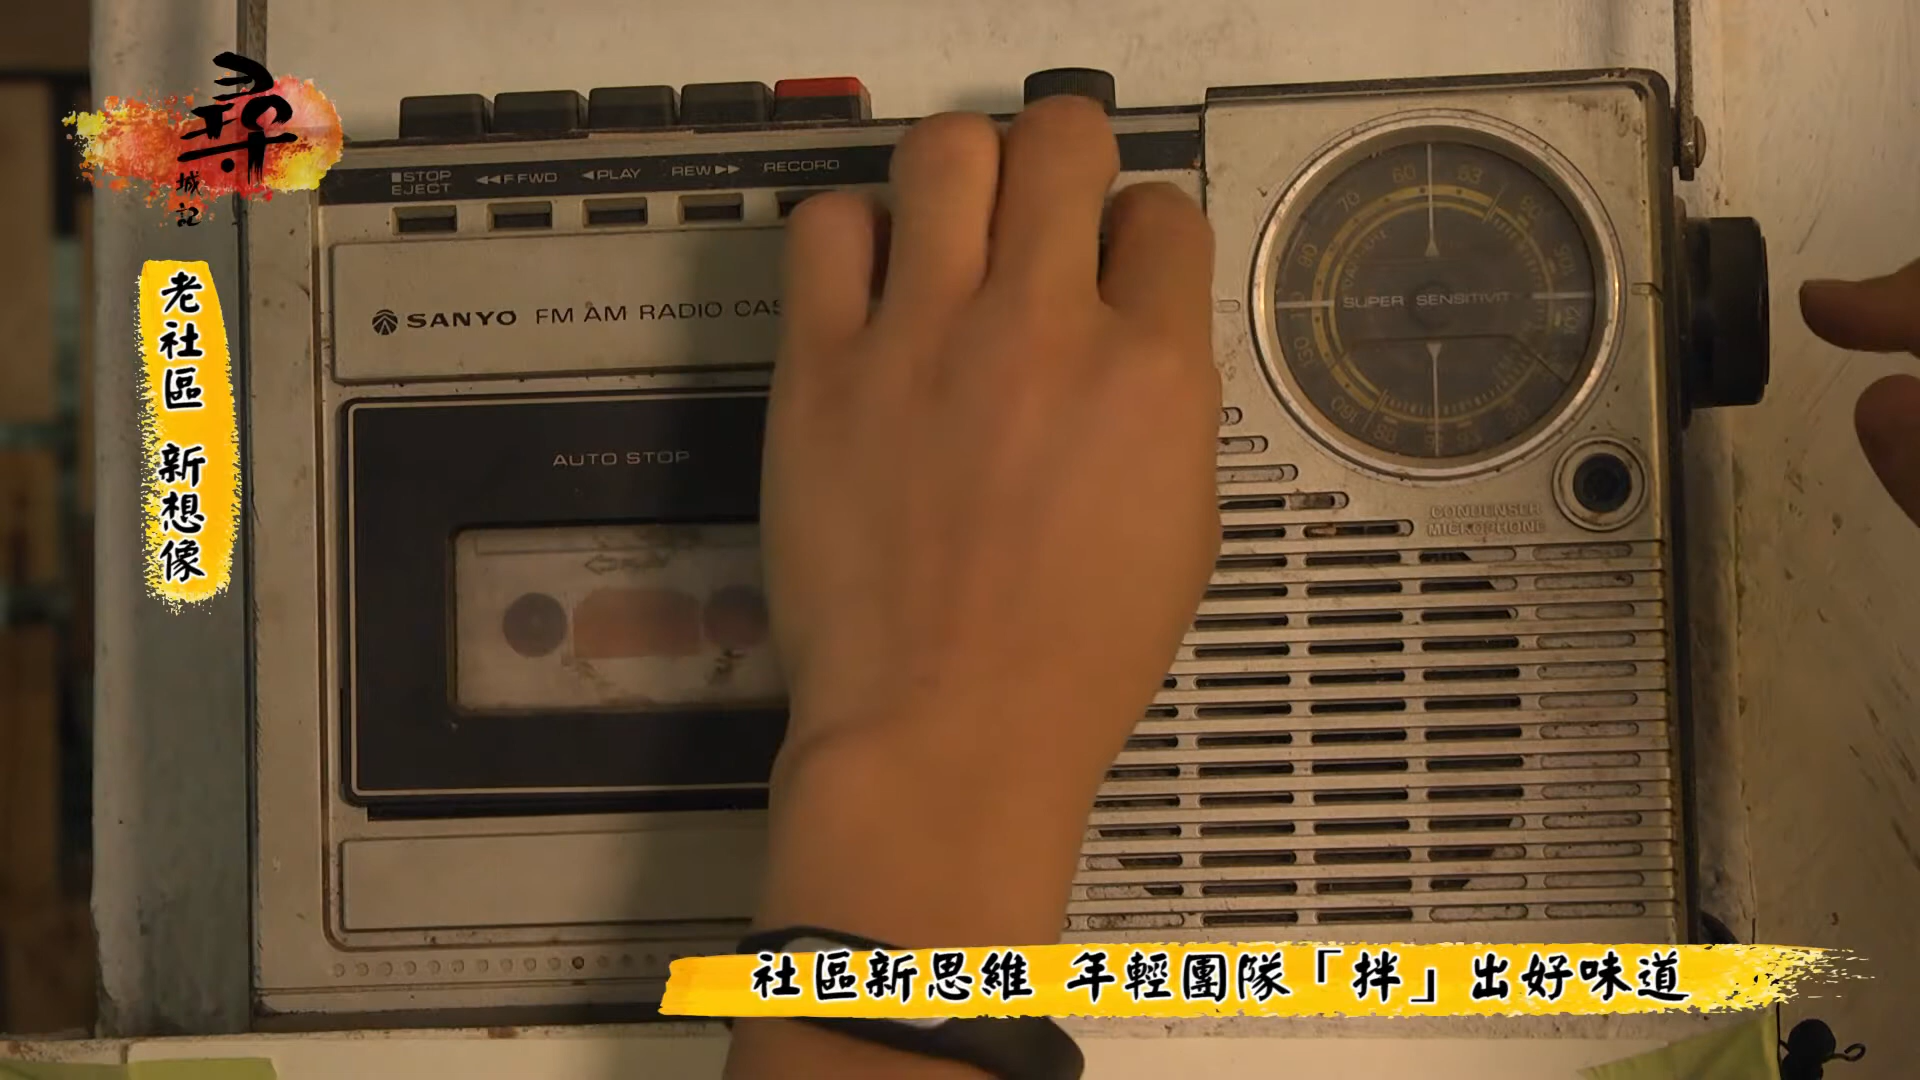 尋
城
記
老社區 新想像
■STOP
EJECT
◀◀F FWD
◀PLAY
REW▶▶
RECORD
SANYO FM AM RADIO CAS
AUTO STOP
SUPER SENSITIVIT
CONDENSER
MICROPHONE
社區新思維 年輕團隊「拌」出好味道